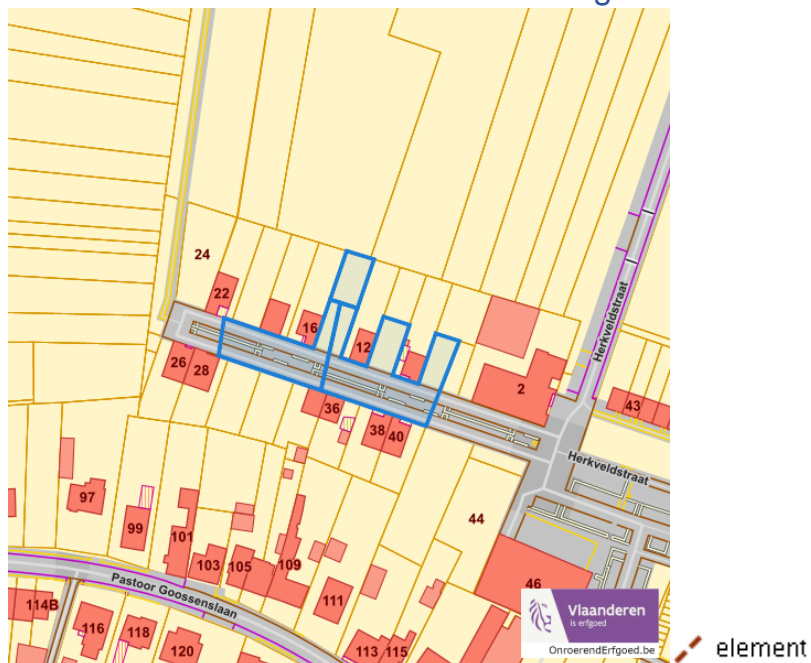 g
24
22
16
12
26
28
36
38
40
2
Herkveldstraat
43
Herkveldstraat
44
46
97
99
101
103
105
109
111
113
115
Pastoor Goossenslaan
114B
116
118
120
Vlaanderen
is erfgoed
OnroerendErfgoed.be
element